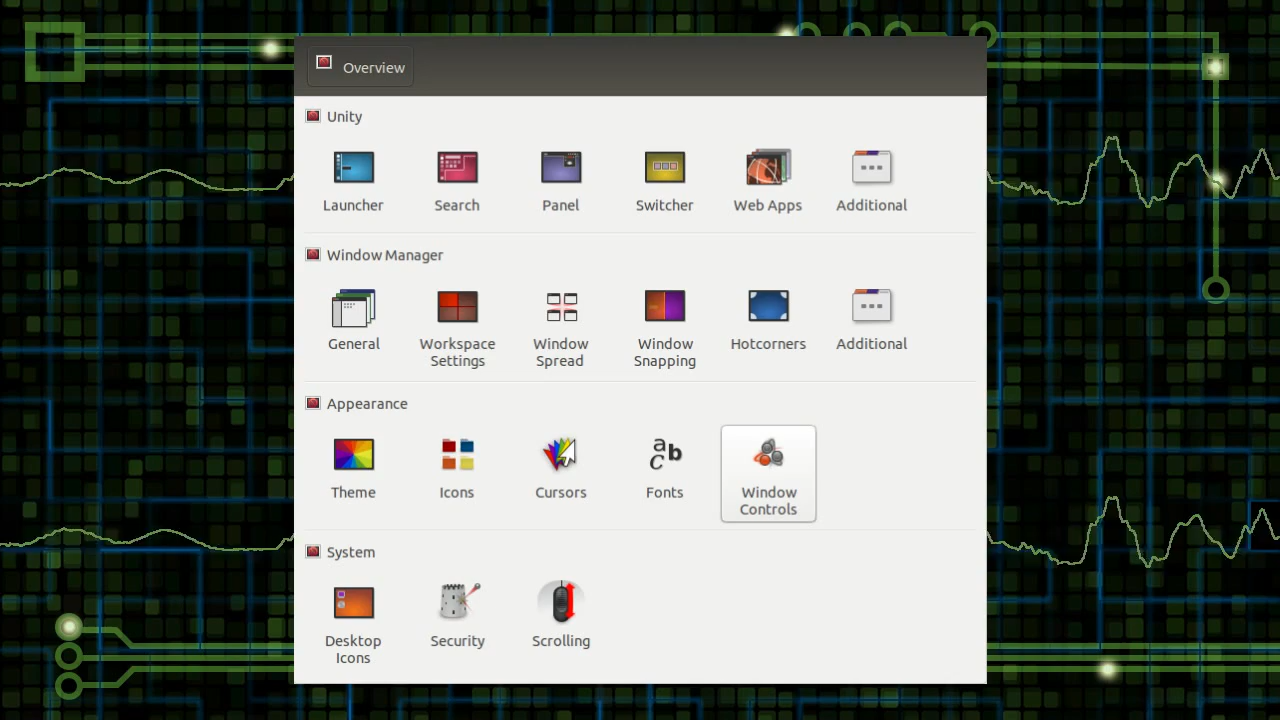 Overview
Unity
Launcher Search Panel Switcher Web Apps Additional
Window Manager
General Workspace Settings Window Spread Window Snapping Hotcorners Additional
Appearance
Theme Icons Cursors Fonts Window Controls
System
Desktop Icons Security Scrolling